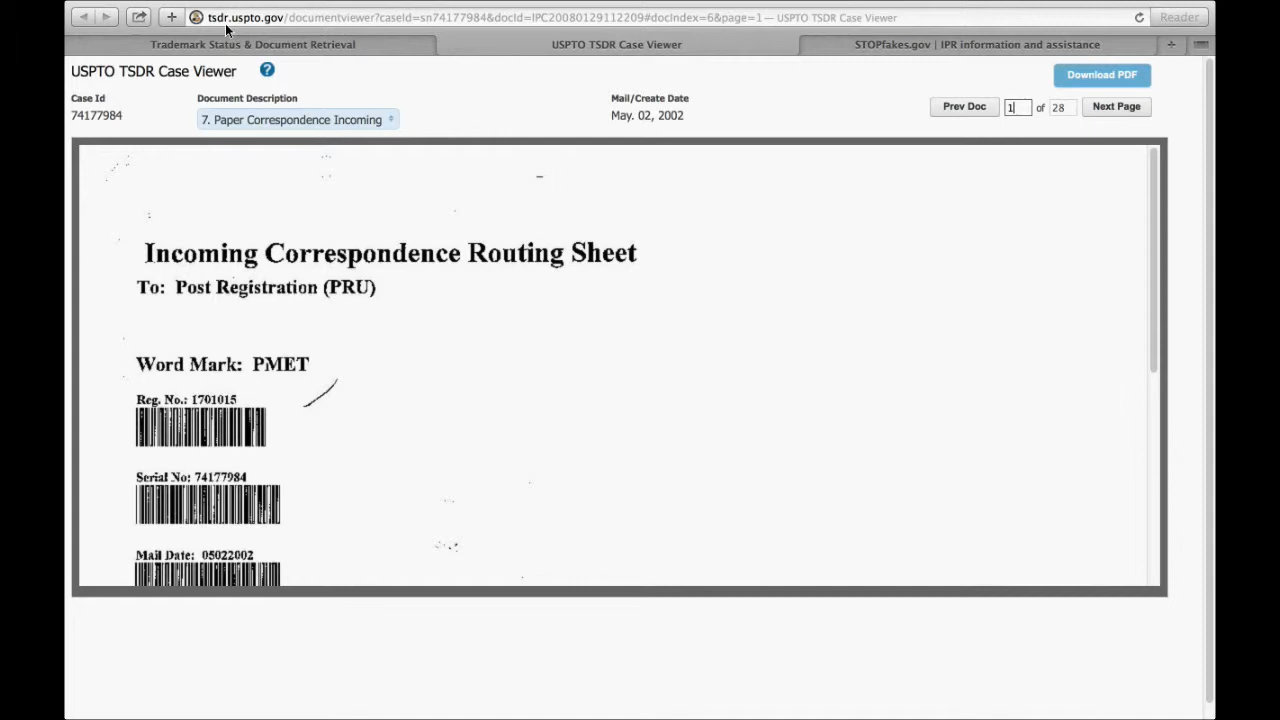 tsdr.uspto.gov/documentviewer?caseId=sn74177984&docId=IPC20080129112209#docIndex=6&page=1 — USPTO TSDR Case Viewer
Reader
Trademark Status & Document Retrieval
USPTO TSDR Case Viewer
STOPfakes.gov | IPR information and assistance
USPTO TSDR Case Viewer ?
Download PDF
Case Id
Document Description
Mail/Create Date
74177984
7. Paper Correspondence Incoming
May. 02, 2002
Prev Doc
1 of 28
Next Page
Incoming Correspondence Routing Sheet
To: Post Registration (PRU)
Word Mark: PMET
Reg. No.: 1701015
Serial No: 74177984
Mail Date: 05022002